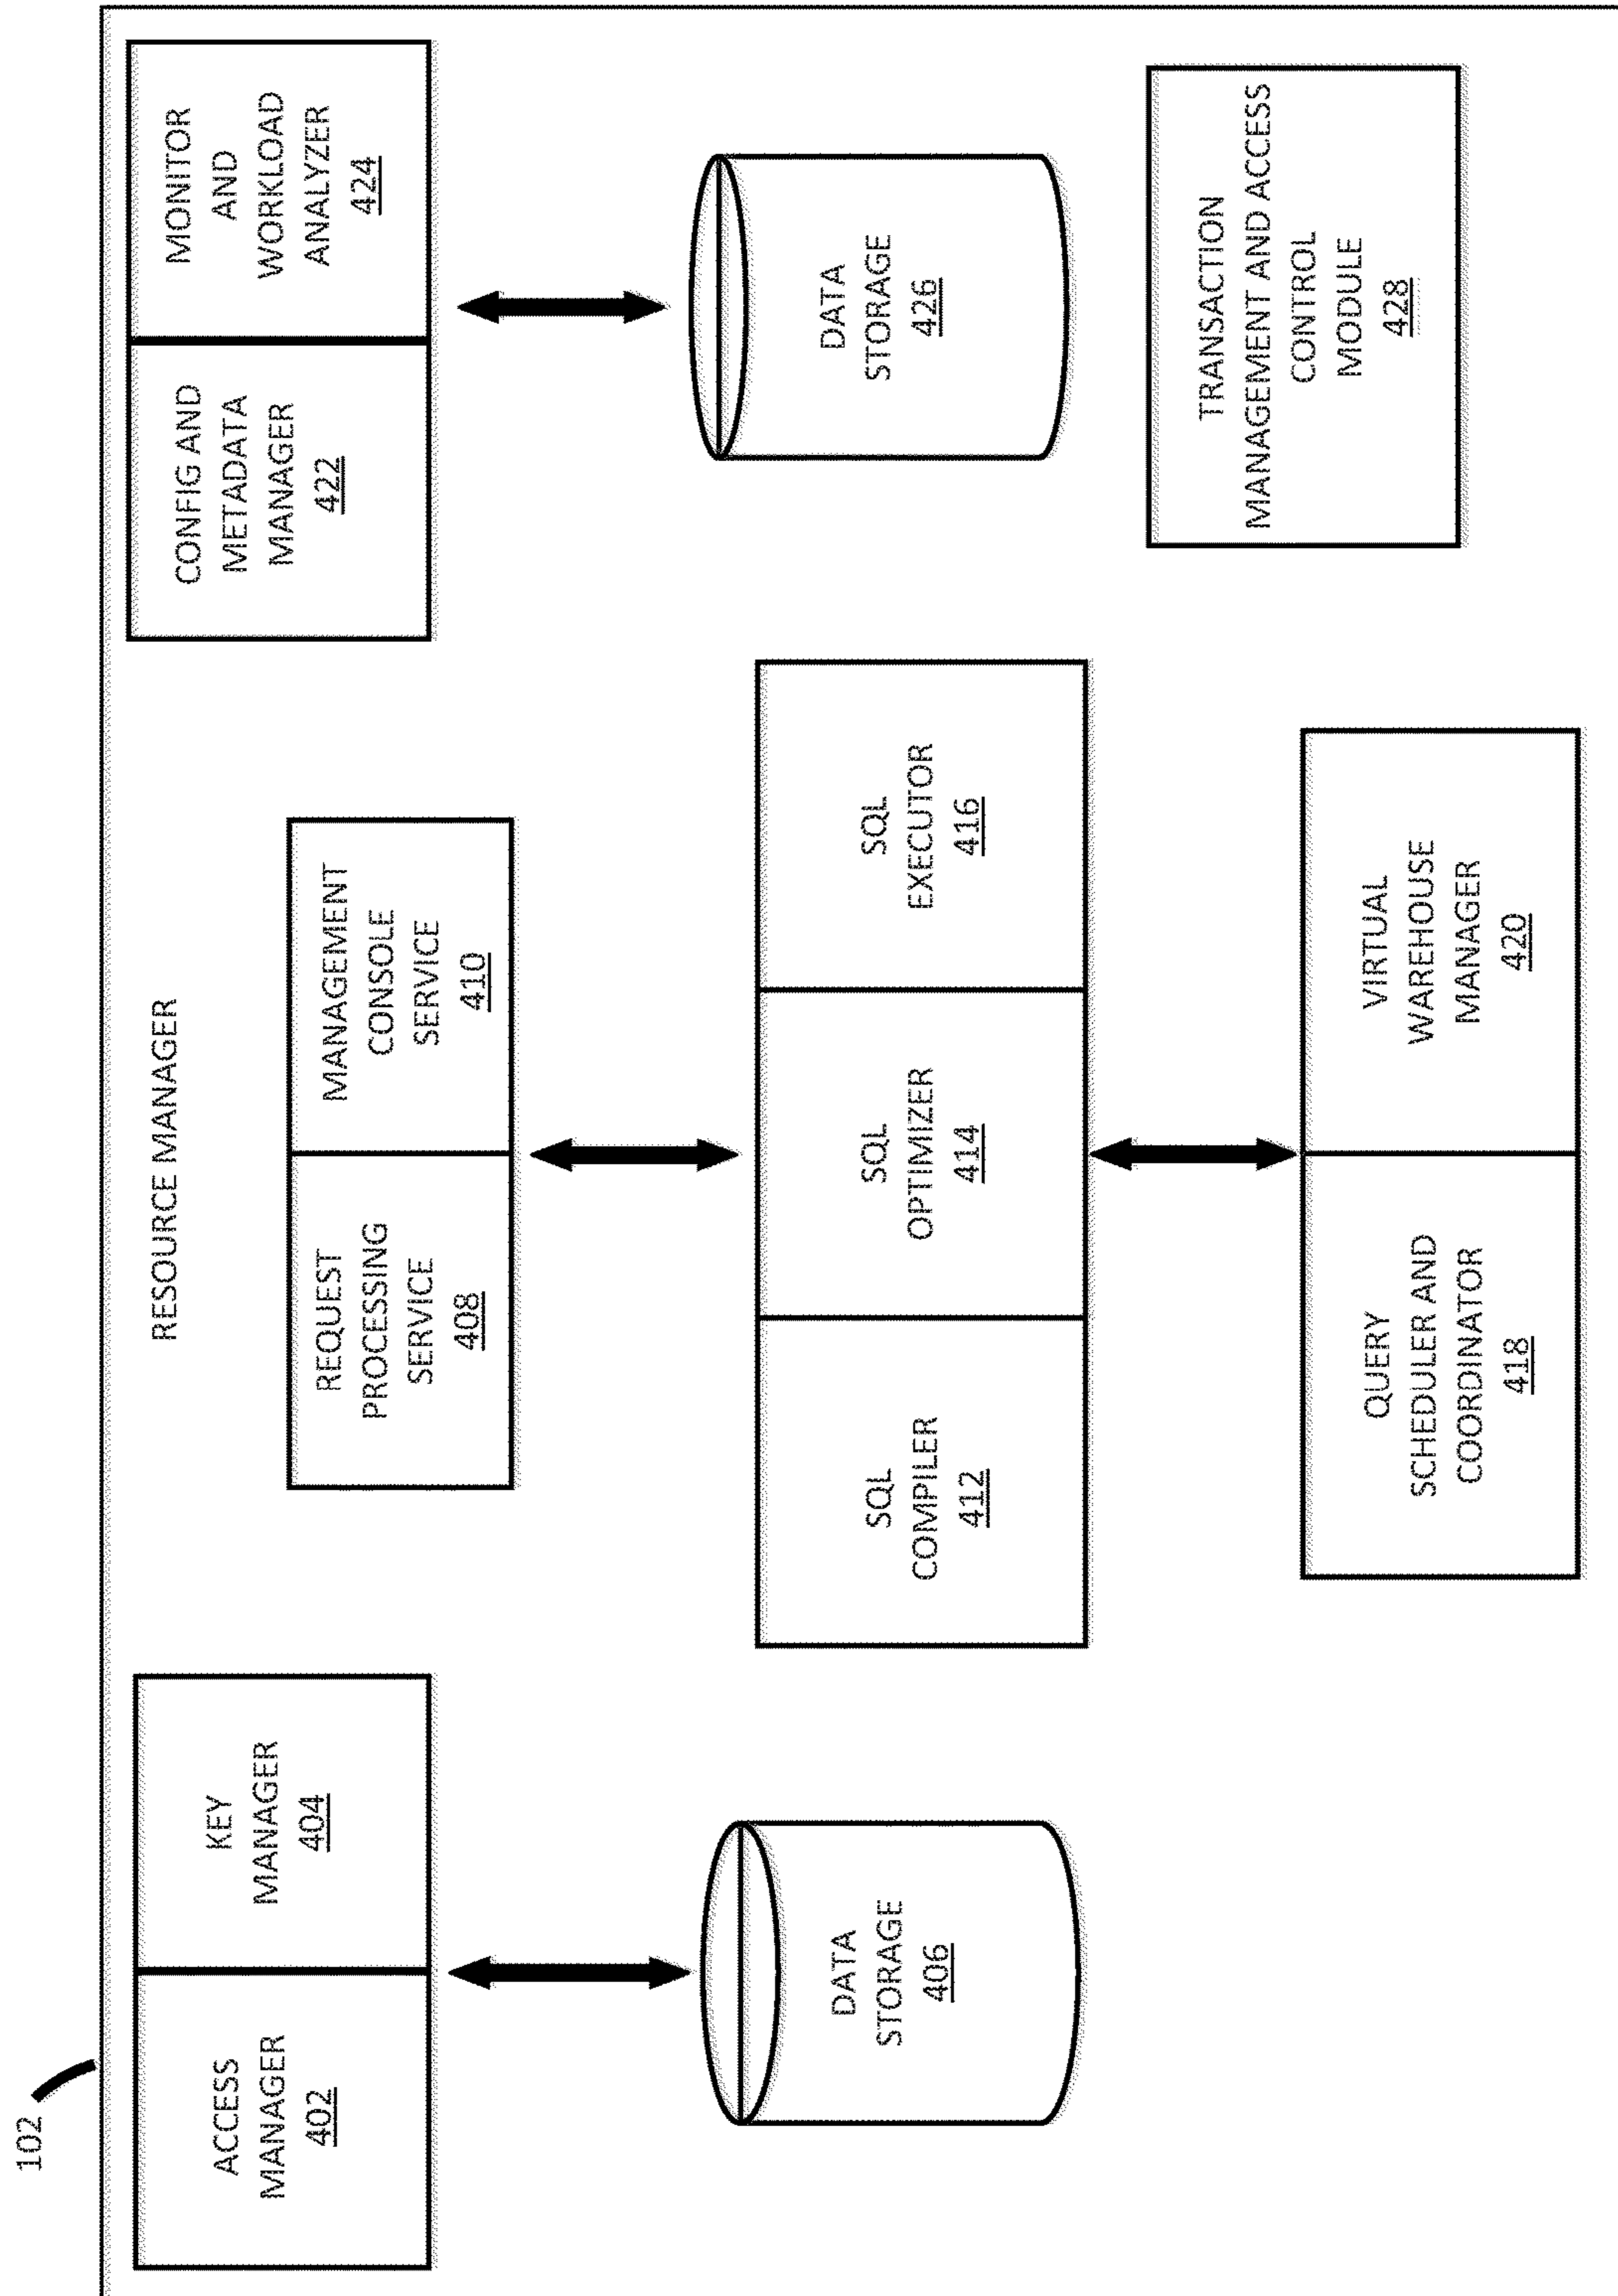 102
RESOURCE MANAGER
ACCESS
MANAGER
402
KEY
MANAGER
404
DATA
STORAGE
406
REQUEST
PROCESSING
SERVICE
408
MANAGEMENT
CONSOLE
SERVICE
410
SQL
COMPILER
412
SQL
OPTIMIZER
414
SQL
EXECUTOR
416
QUERY
SCHEDULER AND
COORDINATOR
418
VIRTUAL
WAREHOUSE
MANAGER
420
CONFIG AND
METADATA
MANAGER
422
MONITOR
AND
WORKLOAD
ANALYZER
424
DATA
STORAGE
426
TRANSACTION
MANAGEMENT AND ACCESS
CONTROL
MODULE
428